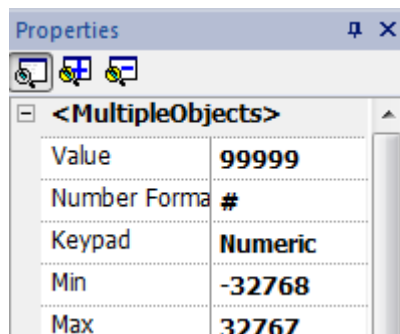 Properties
<MultipleObjects>
Value 99999
Number Forma #
Keypad Numeric
Min -32768
Max 32767